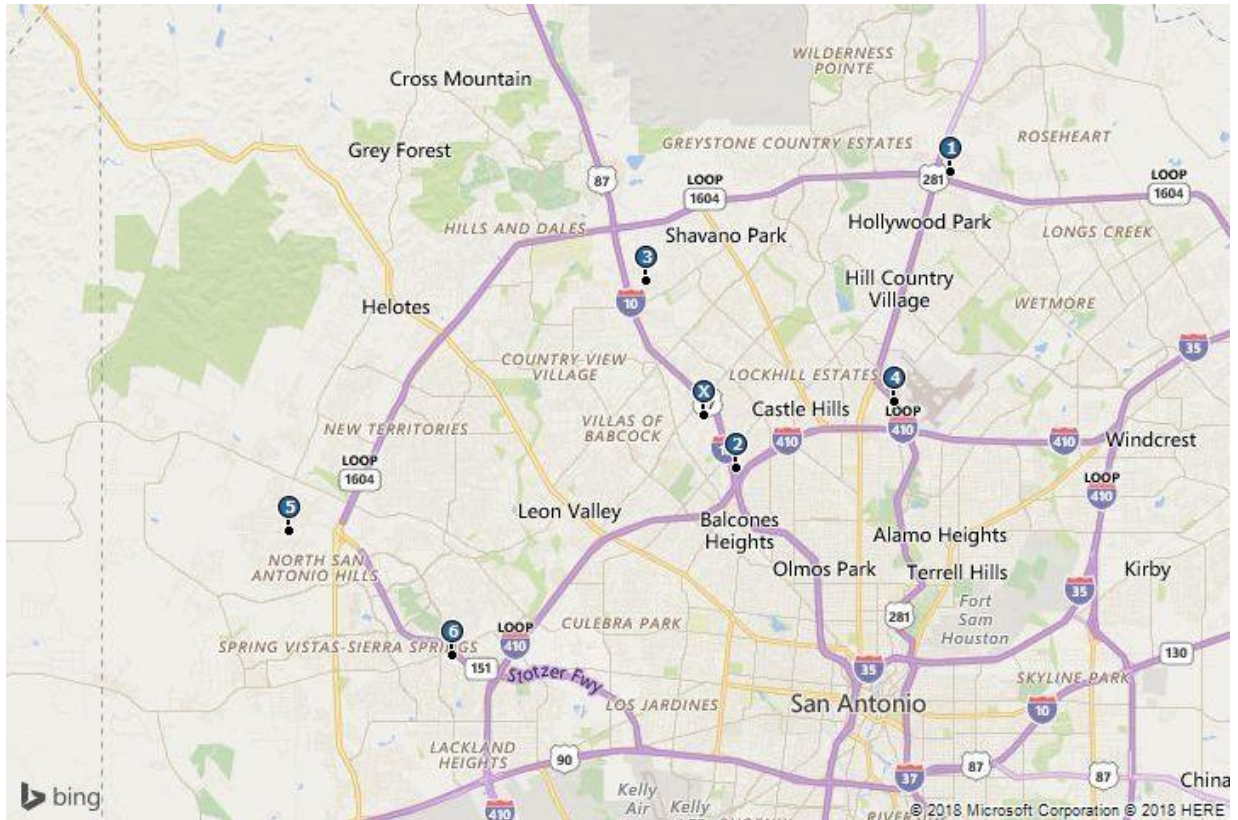 WILDERNESS
POINTE
Cross Mountain
GREYSTONE COUNTRY ESTATES
ROSEHEART
1
Grey Forest
87
281
LOOP
1604
LOOP
1604
Hollywood Park
HILLS AND DALES
Shavano Park
LONGS CREEK
3
Hill Country
Village
10
Helotes
WETMORE
35
COUNTRY VIEW
VILLAGE
LOCKHILL ESTATES
4
X
Castle Hills
LOOP
410
VILLAS OF
BABCOCK
NEW TERRITORIES
2
410
410
Windcrest
LOOP
1604
LOOP
410
5
Leon Valley
Balcones
Heights
Alamo Heights
NORTH SAN
ANTONIO HILLS
Olmos Park
Terrell Hills
Kirby
35
Fort
Sam
Houston
281
CULEBRA PARK
6
LOOP
410
SPRING VISTAS-SIERRA SPRINGS
151
130
35
Stotzer Fwy
SKYLINE PARK
LOS JARDINES
San Antonio
10
LACKLAND
HEIGHTS
90
87
87
37
China
Kelly
Air
Kelly
bing
410
© 2018 Microsoft Corporation © 2018 HERE